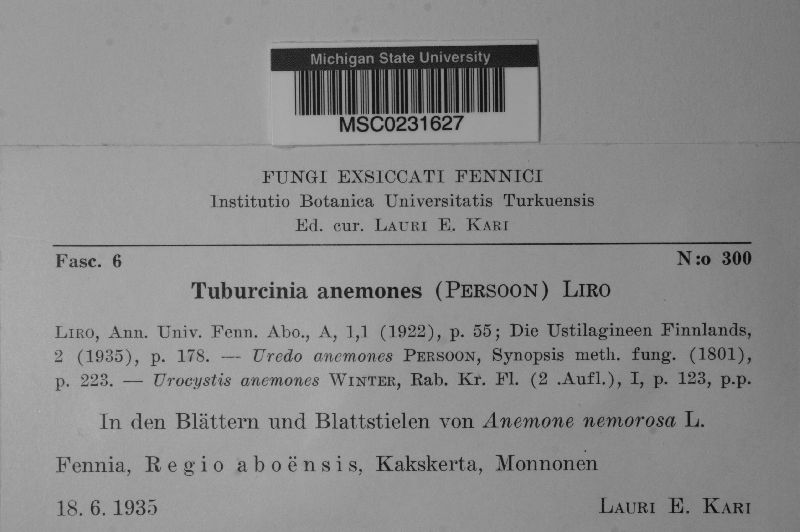 Michigan State University
MSC0231627
FUNGI EXSICCATI FENNICI
Institutio Botanica Universitatis Turkuensis
Ed. cur. LAURI E. KARI
Fasc. 6 N:o 300
Tuburcinia anemones (PERSOON) LIRO
LIRO, Ann. Univ. Fenn. Abo., A, 1,1 (1922), p. 55; Die Ustilagineen Finnlands,
2 (1935), p. 178. — Uredo anemones PERSOON, Synopsis meth. fung. (1801),
p. 223. — Urocystis anemones WINTER, Rab. Kr. Fl. (2 .Aufl.), I, p. 123, p.p.
In den Blättern und Blattstielen von Anemone nemorosa L.
Fennia, Regio aboënsis, Kakskerta, Monnonen
18. 6. 1935 LAURI E. KARI